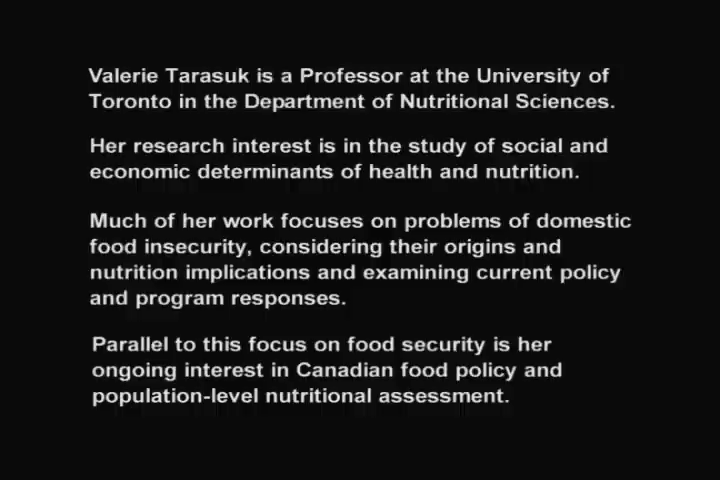 Valerie Tarasuk is a Professor at the University of
Toronto in the Department of Nutritional Sciences.
Her research interest is in the study of social and
economic determinants of health and nutrition.
Much of her work focuses on problems of domestic
food insecurity, considering their origins and
nutrition implications and examining current policy
and program responses.
Parallel to this focus on food security is her
ongoing interest in Canadian food policy and
population-level nutritional assessment.